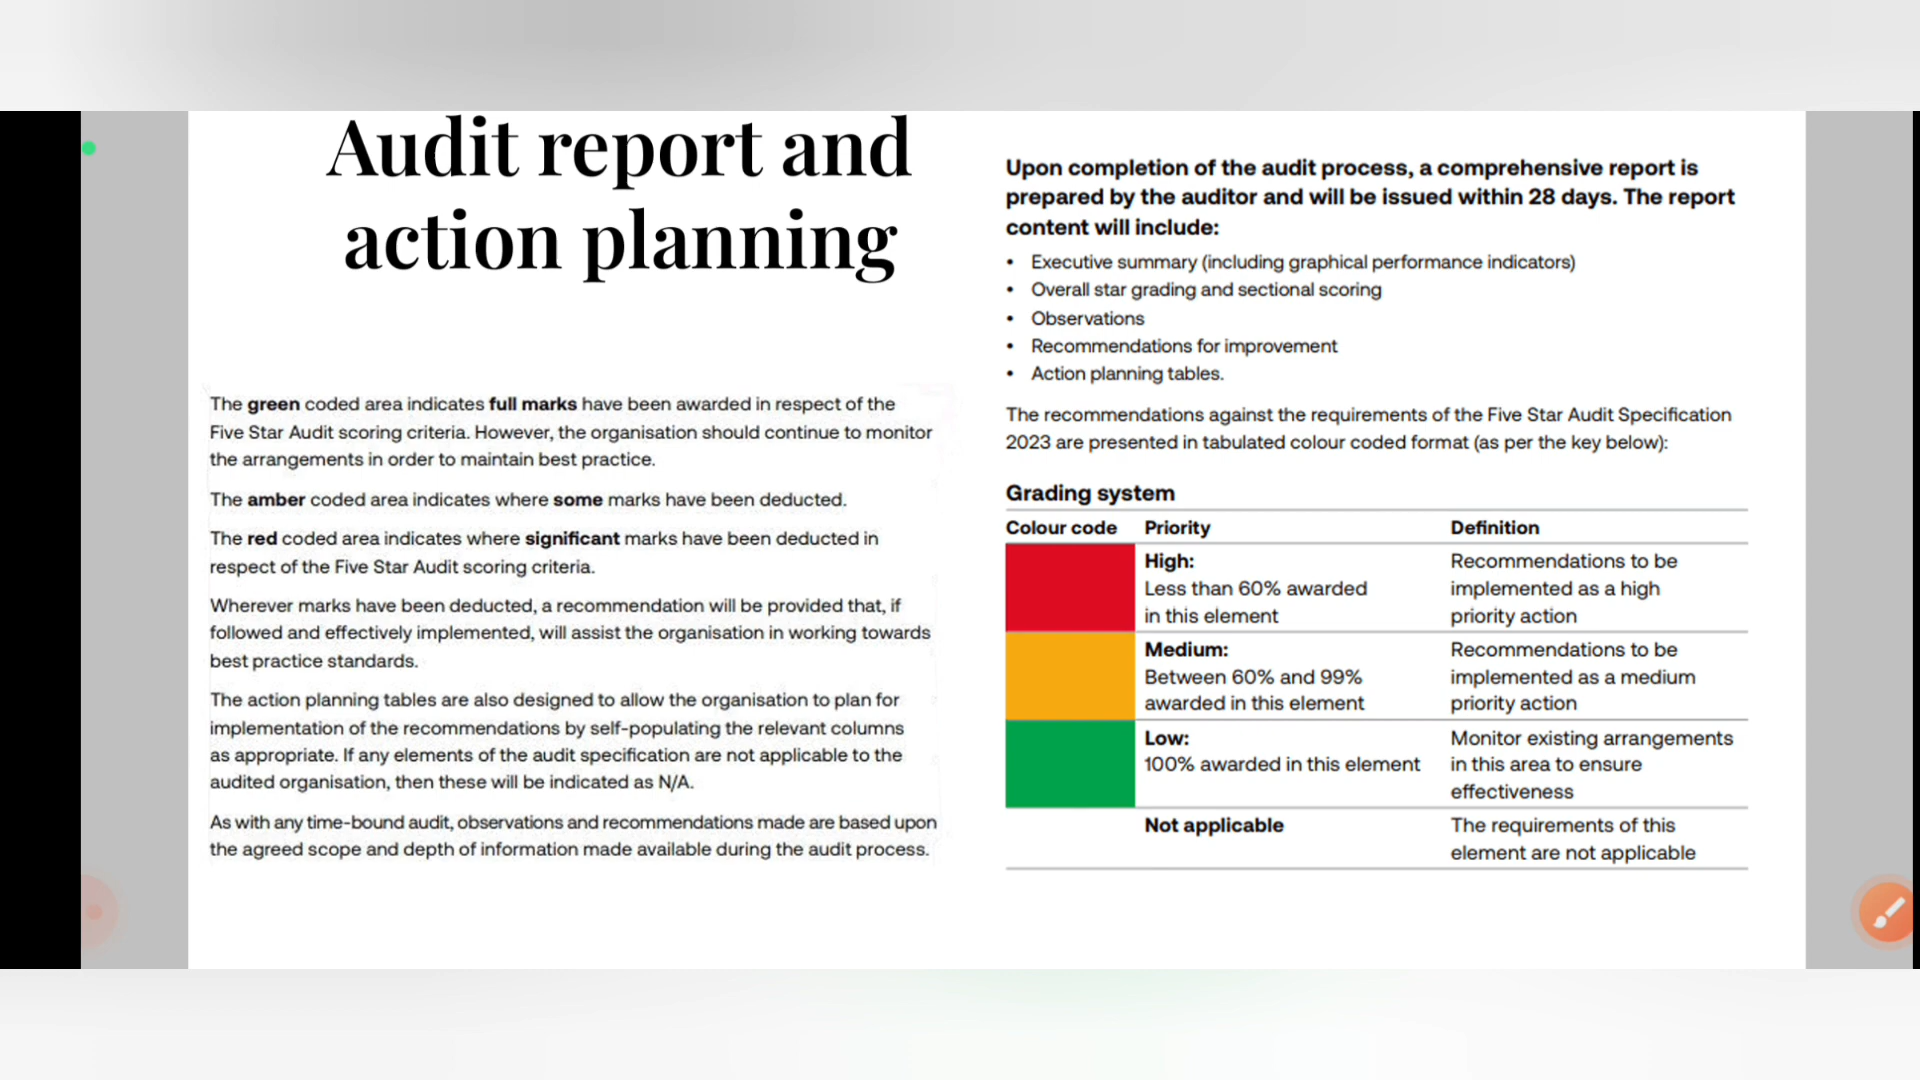 Audit report and
action planning
The green coded area indicates full marks have been awarded in respect of the
Five Star Audit scoring criteria. However, the organisation should continue to monitor
the arrangements in order to maintain best practice.
The amber coded area indicates where some marks have been deducted.
The red coded area indicates where significant marks have been deducted in
respect of the Five Star Audit scoring criteria.
Wherever marks have been deducted, a recommendation will be provided that, if
followed and effectively implemented, will assist the organisation in working towards
best practice standards.
The action planning tables are also designed to allow the organisation to plan for
implementation of the recommendations by self-populating the relevant columns
as appropriate. If any elements of the audit specification are not applicable to the
audited organisation, then these will be indicated as N/A.
As with any time-bound audit, observations and recommendations made are based upon
the agreed scope and depth of information made available during the audit process.
Upon completion of the audit process, a comprehensive report is
prepared by the auditor and will be issued within 28 days. The report
content will include:
• Executive summary (including graphical performance indicators)
• Overall star grading and sectional scoring
• Observations
• Recommendations for improvement
• Action planning tables.
The recommendations against the requirements of the Five Star Audit Specification
2023 are presented in tabulated colour coded format (as per the key below):
Grading system
Colour code Priority Definition
High: Recommendations to be
Less than 60% awarded implemented as a high
in this element priority action
Medium: Recommendations to be
Between 60% and 99% implemented as a medium
awarded in this element priority action
Low: Monitor existing arrangements
100% awarded in this element in this area to ensure
effectiveness
Not applicable The requirements of this
element are not applicable